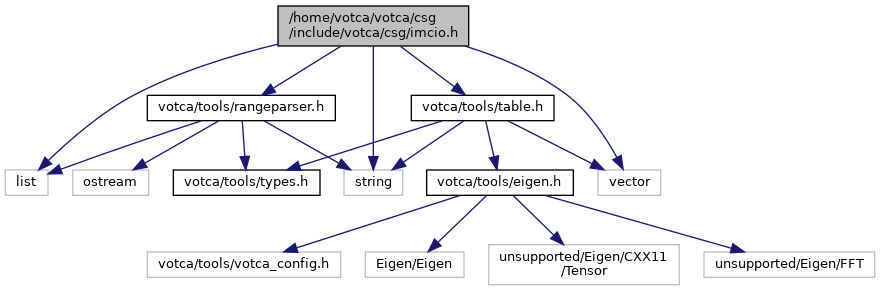 /home/votca/votca/csg
/include/votca/csg/imcio.h
votca/tools/rangeparser.h
votca/tools/table.h
list
ostream
votca/tools/types.h
string
votca/tools/eigen.h
vector
votca/tools/votca_config.h
Eigen/Eigen
unsupported/Eigen/CXX11
/Tensor
unsupported/Eigen/FFT